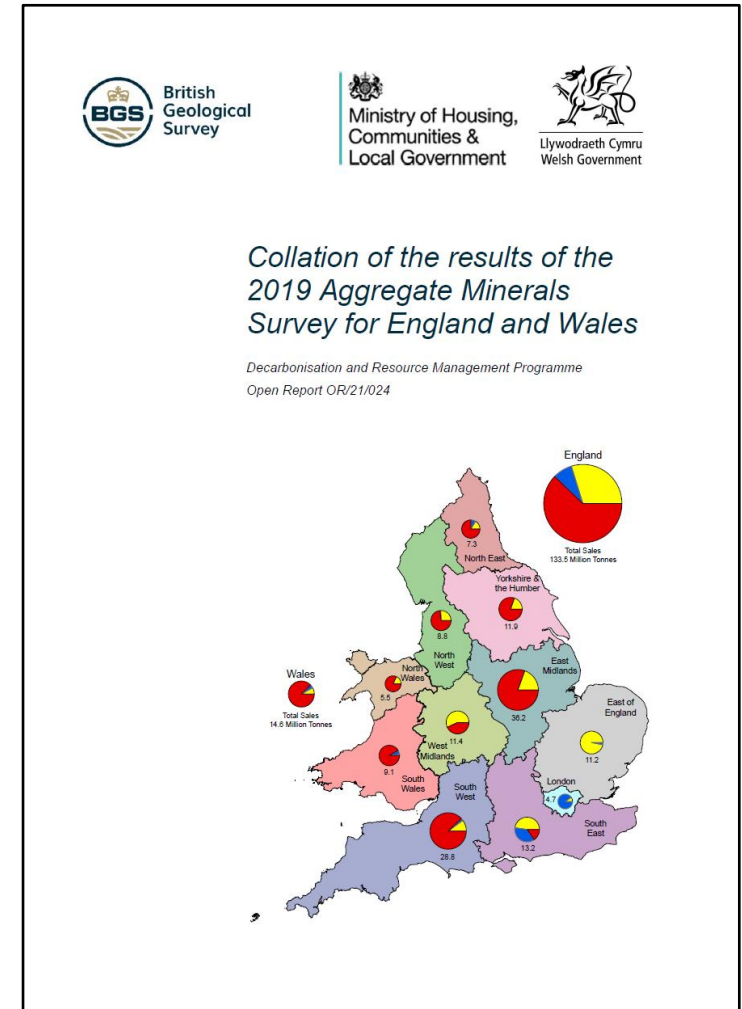 BGS
British
Geological
Survey
Ministry of Housing,
Communities &
Local Government
Llywodraeth Cymru
Welsh Government
Collation of the results of the
2019 Aggregate Minerals
Survey for England and Wales
Decarbonisation and Resource Management Programme
Open Report OR/21/024
England
Total Sales
133.5 Million Tonnes
7.3
North East
Yorkshire &
the Humber
11.9
8.8
North
West
East
Midlands
36.2
North
Wales
5.5
Wales
Total Sales
14.6 Million Tonnes
East of
England
11.2
West
Midlands
11.4
9.1
South
Wales
London
4.7
South
West
28.8
South
East
13.2